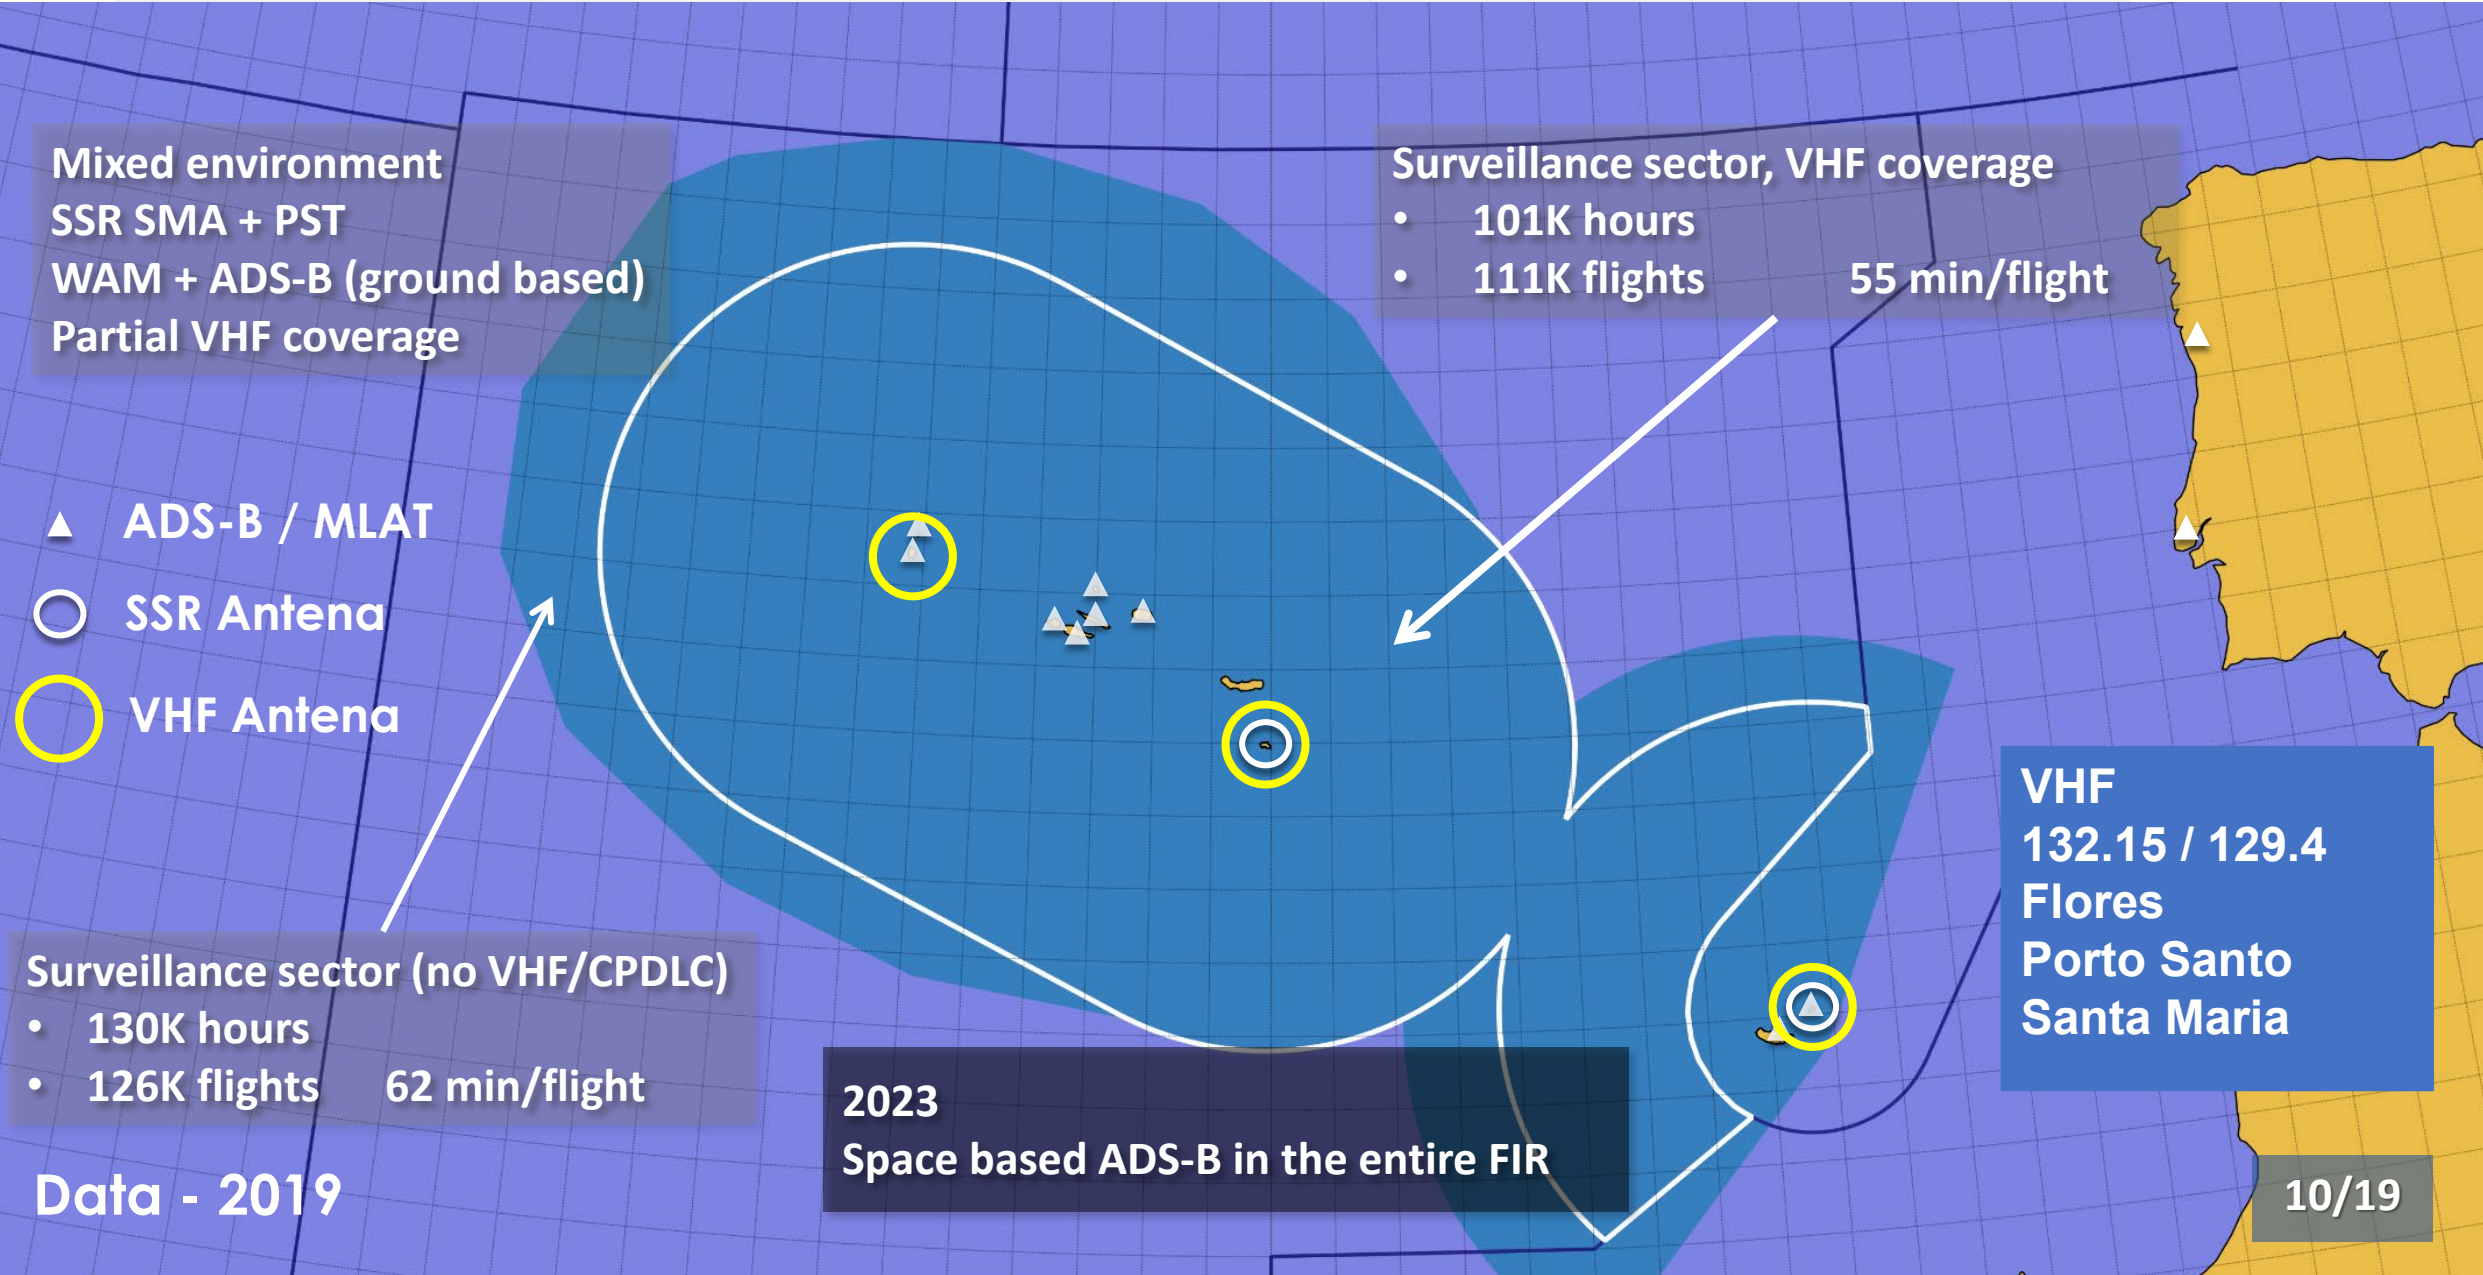 Mixed environment
SSR SMA + PST
WAM + ADS-B (ground based)
Partial VHF coverage
Surveillance sector, VHF coverage
• 101K hours
• 111K flights 55 min/flight
ADS-B / MLAT
SSR Antena
VHF Antena
VHF
132.15 / 129.4
Flores
Porto Santo
Santa Maria
Surveillance sector (no VHF/CPDLC)
• 130K hours
• 126K flights 62 min/flight
2023
Space based ADS-B in the entire FIR
Data - 2019
10/19